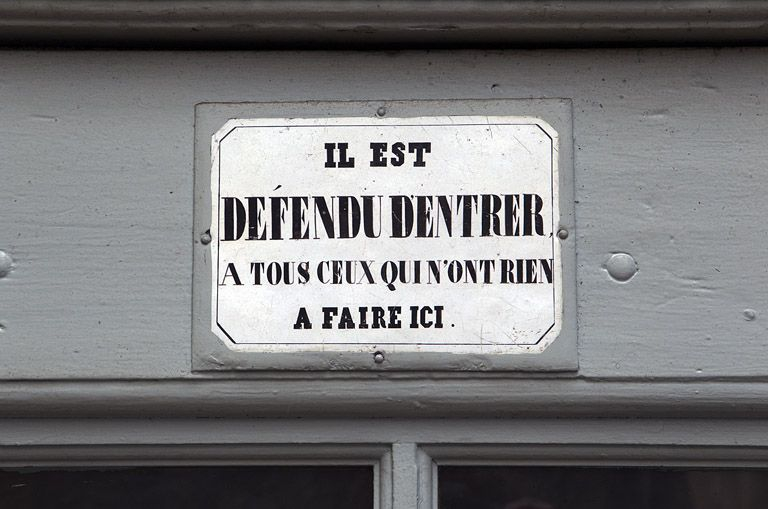 IL EST
DÉFENDU D'ENTRER,
A TOUS CEUX QUI N'ONT RIEN
A FAIRE ICI.